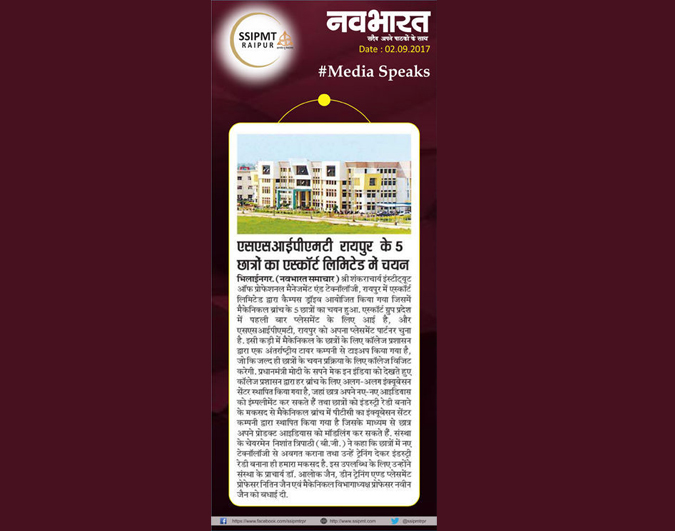 SSIPMT
RAIPUR
नवभारत
सदैव अपने पाठकों के साथ
Date : 02.09.2017
#Media Speaks
एसएसआईपीएमटी रायपुर के 5
छात्रों का एस्कॉर्ट लिमिटेड में चयन
भिलाईनगर. (नवभारत समाचार) श्री शंकराचार्य इंस्टीट्यूट
ऑफ प्रोफेशनल मैनेजमेंट एंड टेक्नॉलॉजी, रायपुर में एस्कॉर्ट
लिमिटेड द्वारा कैम्पस ड्राॅइव आयोजित किया गया जिसमें
मैकेनिकल ब्रांच के 5 छात्रों का चयन हुआ. एस्कॉर्ट ग्रुप प्रदेश
में पहली बार प्लेसमेंट के लिए आई है, और
एसएसआईपीएमटी, रायपुर को अपना प्लेसमेंट पार्टनर चुना
है. इसी कड़ी में मैकेनिकल के छात्रों के लिए कॉलेज प्रशासन
द्वारा एक अंतर्राष्ट्रीय टायर कम्पनी से टाइअप किया गया है,
जो कि जल्द ही छात्रों के चयन प्रक्रिया के लिए कॉलेज विजिट
करेगी. प्रधानमंत्री मोदी के सपने मेक इन इंडिया को देखते हुए
कॉलेज प्रशासन द्वारा हर ब्रांच के लिए अलग-अलग इंक्यूबेसन
सेंटर स्थापित किया गया है, जहां छात्र अपने नए-नए आइडियास
को इंम्पलीमेंट कर सकते हैं तथा छात्रों को इंडस्ट्री रेडी बनाने
के मकसद से मैकेनिकल ब्रांच में पीटीसी का इंक्यूबेसन सेंटर
कम्पनी द्वारा स्थापित किया गया है जिसके माध्यम से छात्र
अपने प्रोडक्ट आइडियास को मॉडलिंग कर सकते हैं. संस्था
के चेयरमेन निशांत त्रिपाठी (बी.जी.) ने कहा कि छात्रों में नए
टेक्नॉलॉजी से अवगत कराना तथा उन्हें ट्रेनिंग देकर इंडस्ट्री
रेडी बनाना ही हमारा मकसद है. इस उपलब्धि के लिए उन्होंने
संस्था के प्राचार्य डॉ. आलोक जैन, डीन ट्रेनिंग एण्ड प्लेसमेंट
प्रोफेसर नितिन जैन एवं मैकेनिकल विभागाध्यक्ष प्रोफेसर नवीन
जैन को बधाई दी.
https://www.facebook.com/ssipmtrpr http://www.ssipmt.com @ssipmtrpr